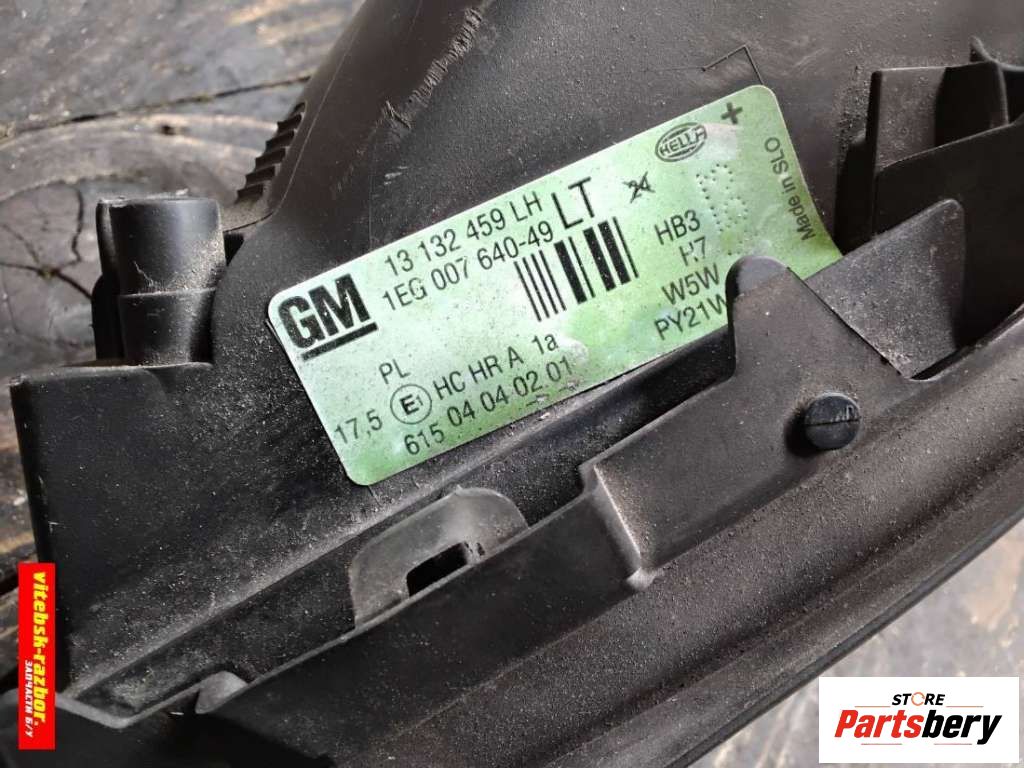 13 132 459 LH
1EG 007 640-49 LT
GM
HELLA
+
Made in SLO
HB3
H7
W5W
PY21W
PL
17,5 E1 HC HR A 1a
615 04 04 02 01
vitebsk-razbor.
ЗАПЧАСТИ Б/У
STORE
Partsbery